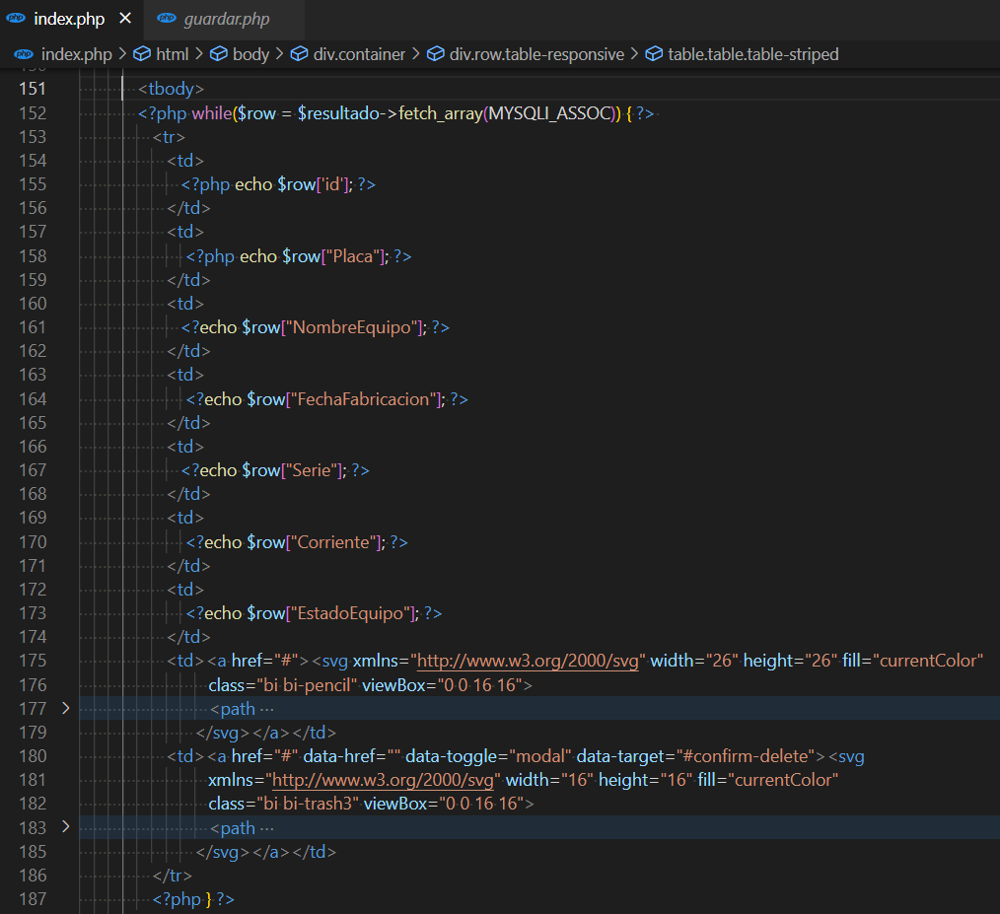 index.php
guardar.php
index.php > html > body > div.container > div.row.table-responsive > table.table.table-striped
151 <tbody>
152 <?php while($row = $resultado->fetch_array(MYSQLI_ASSOC)) { ?>
153 <tr>
154 <td>
155 <?php echo $row['id']; ?>
156 </td>
157 <td>
158 <?php echo $row["Placa"]; ?>
159 </td>
160 <td>
161 <?echo $row["NombreEquipo"]; ?>
162 </td>
163 <td>
164 <?echo $row["FechaFabricacion"]; ?>
165 </td>
166 <td>
167 <?echo $row["Serie"]; ?>
168 </td>
169 <td>
170 <?echo $row["Corriente"]; ?>
171 </td>
172 <td>
173 <?echo $row["EstadoEquipo"]; ?>
174 </td>
175 <td><a href="#"><svg xmlns="http://www.w3.org/2000/svg" width="26" height="26" fill="currentColor"
176 class="bi bi-pencil" viewBox="0 0 16 16">
177 <path ···
179 </svg></a></td>
180 <td><a href="#" data-href="" data-toggle="modal" data-target="#confirm-delete"><svg
181 xmlns="http://www.w3.org/2000/svg" width="16" height="16" fill="currentColor"
182 class="bi bi-trash3" viewBox="0 0 16 16">
183 <path ···
185 </svg></a></td>
186 </tr>
187 <?php } ?>